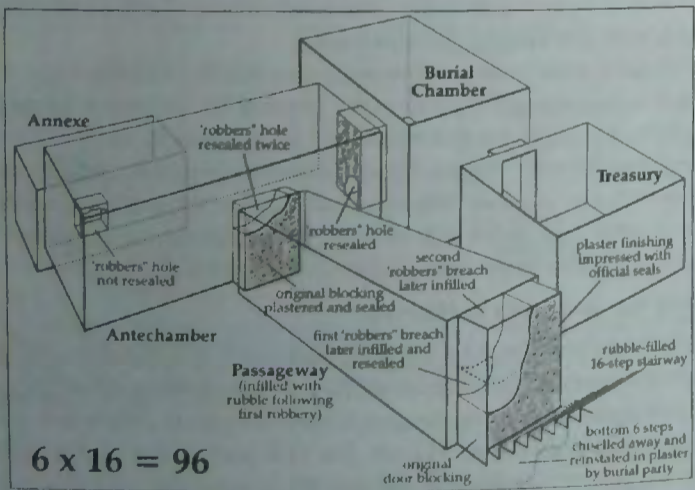 Burial
Chamber
Annexe
'robbers" hole
resealed twice
Treasury
'robbers" hole
resealed
plaster finishing
impressed with
official seals
second
'robbers" breach
later infilled
'robbers" hole
not resealed
original blocking
plastered and sealed
Antechamber
first 'robbers" breach
later infilled and
resealed
rubble-filled
16-step stairway
Passageway
(infilled with
rubble following
first robbery)
bottom 6 steps
chiselled away and
reinstated in plaster
by burial party
original
door blocking
6 x 16 = 96